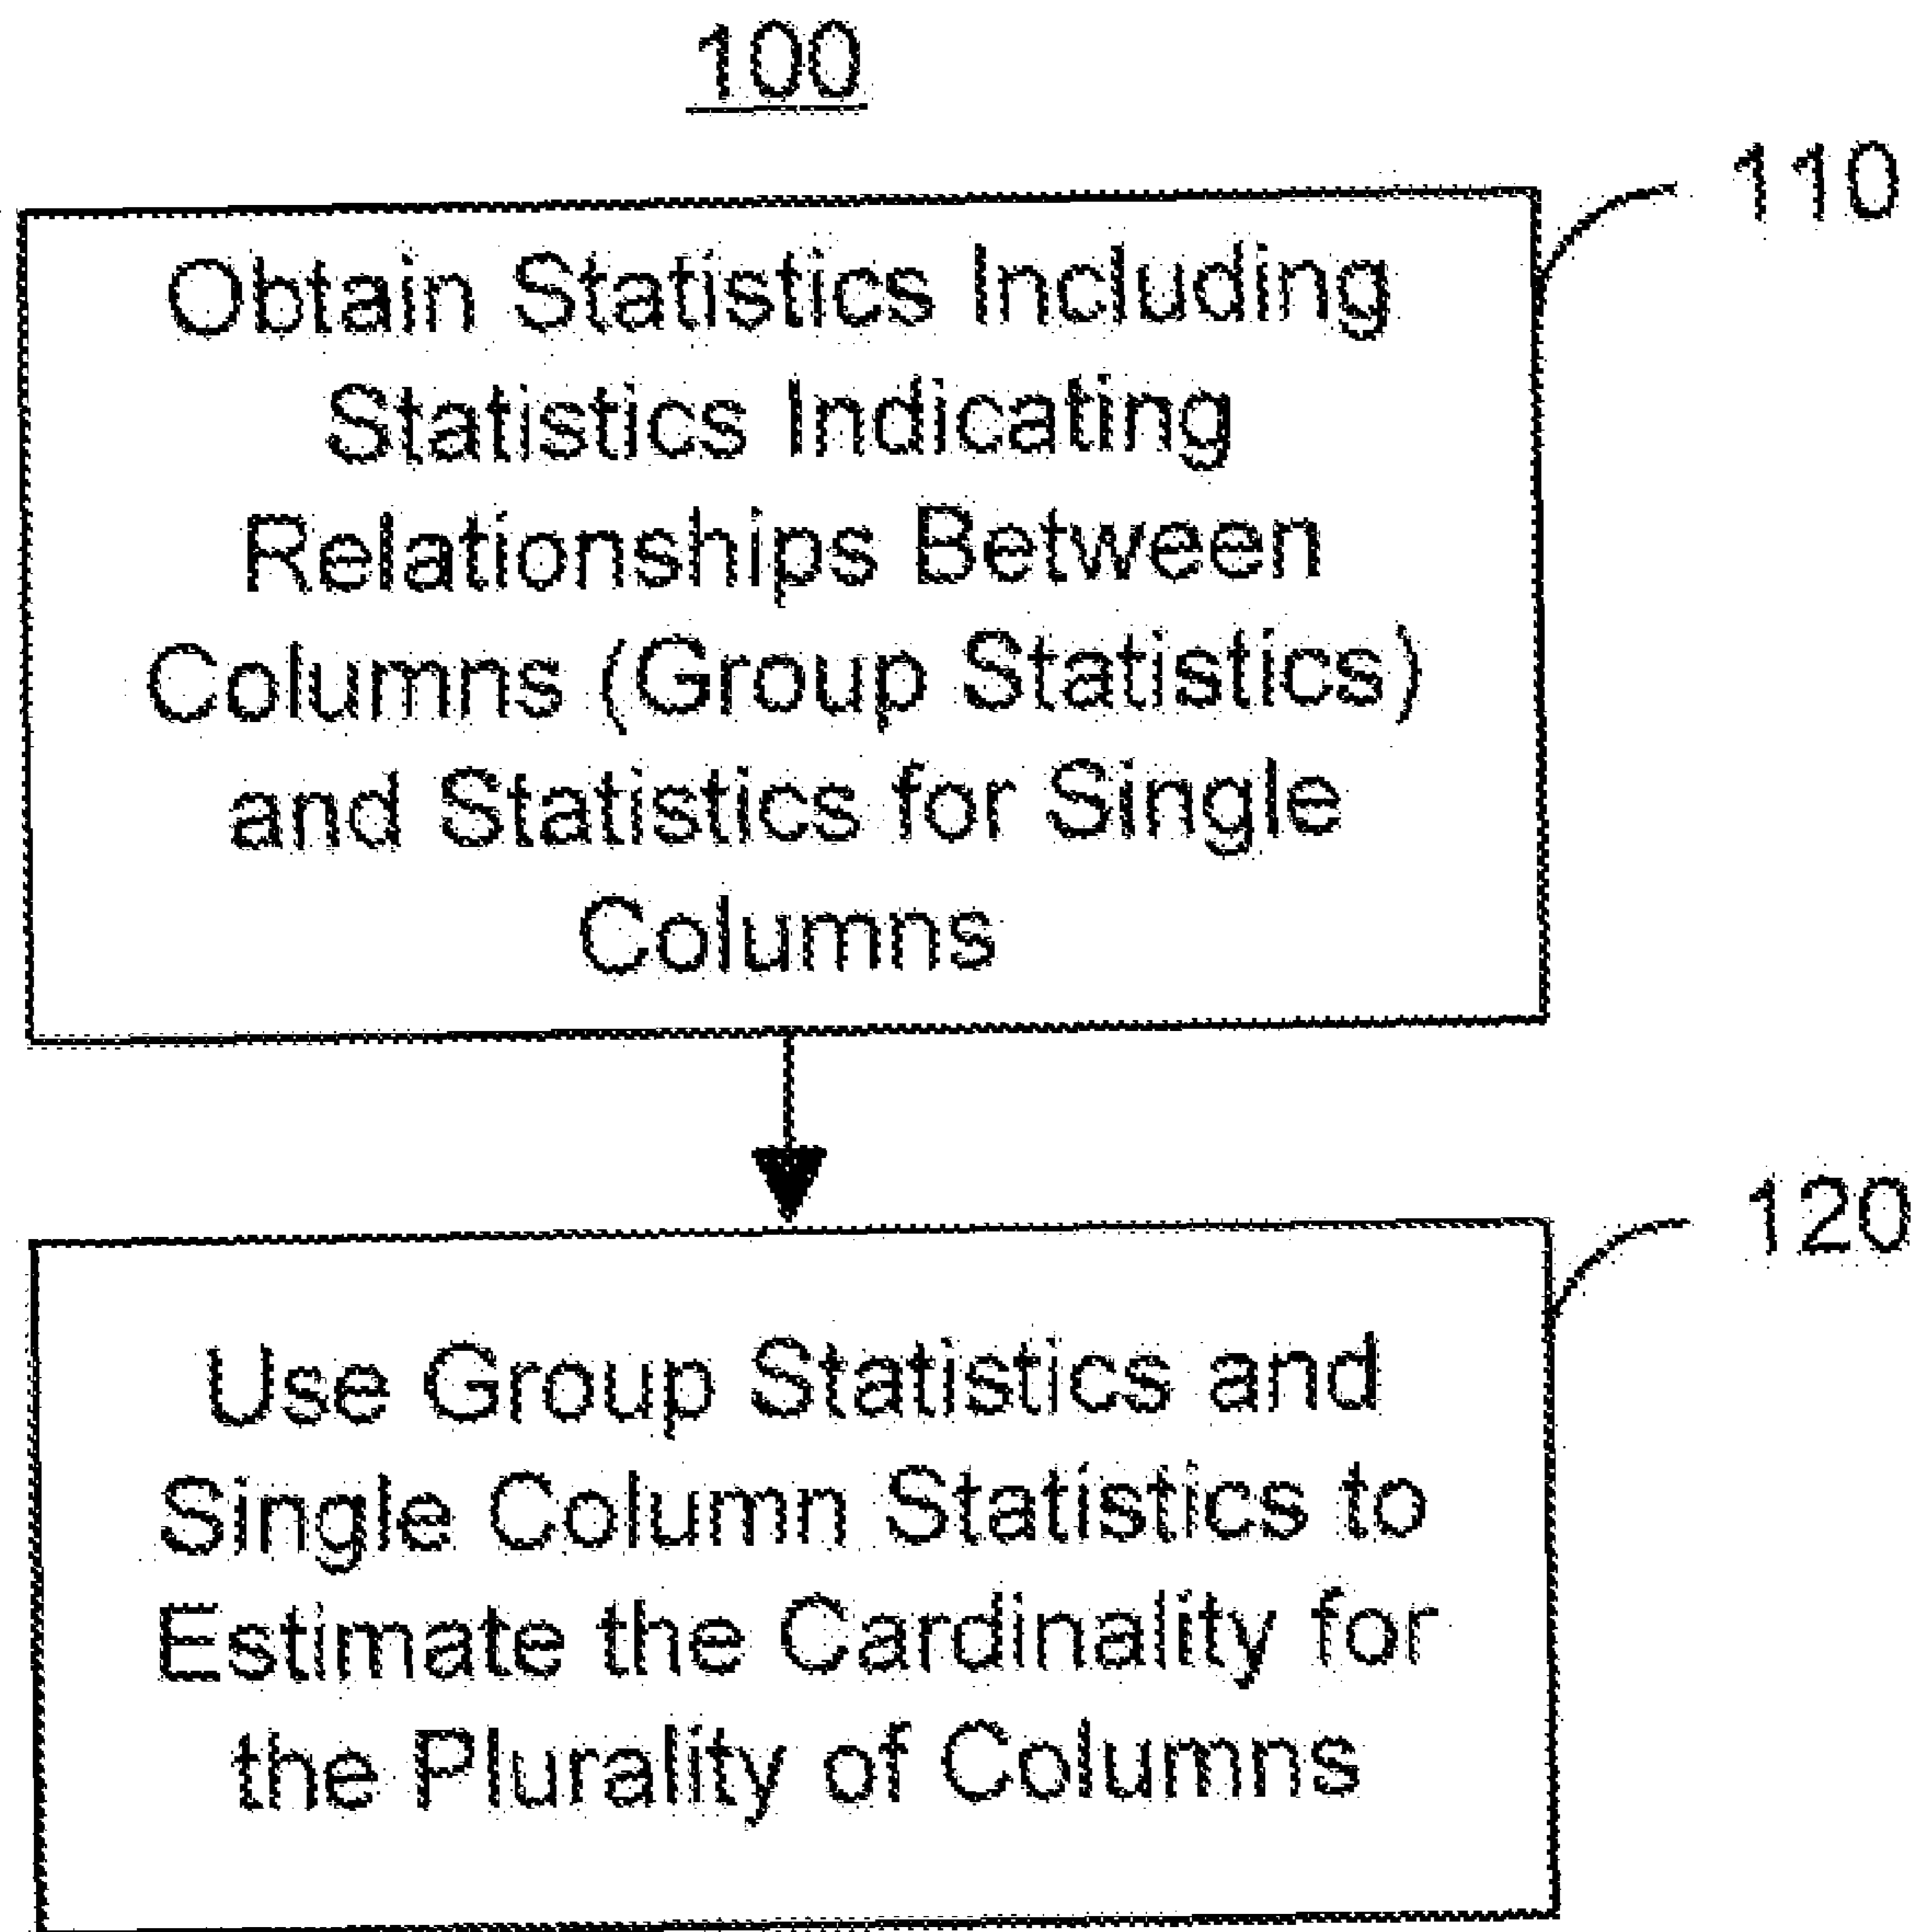 100
110
Obtain Statistics Including
Statistics Indicating
Relationships Between
Columns (Group Statistics)
and Statistics for Single
Columns
120
Use Group Statistics and
Single Column Statistics to
Estimate the Cardinality for
the Plurality of Columns